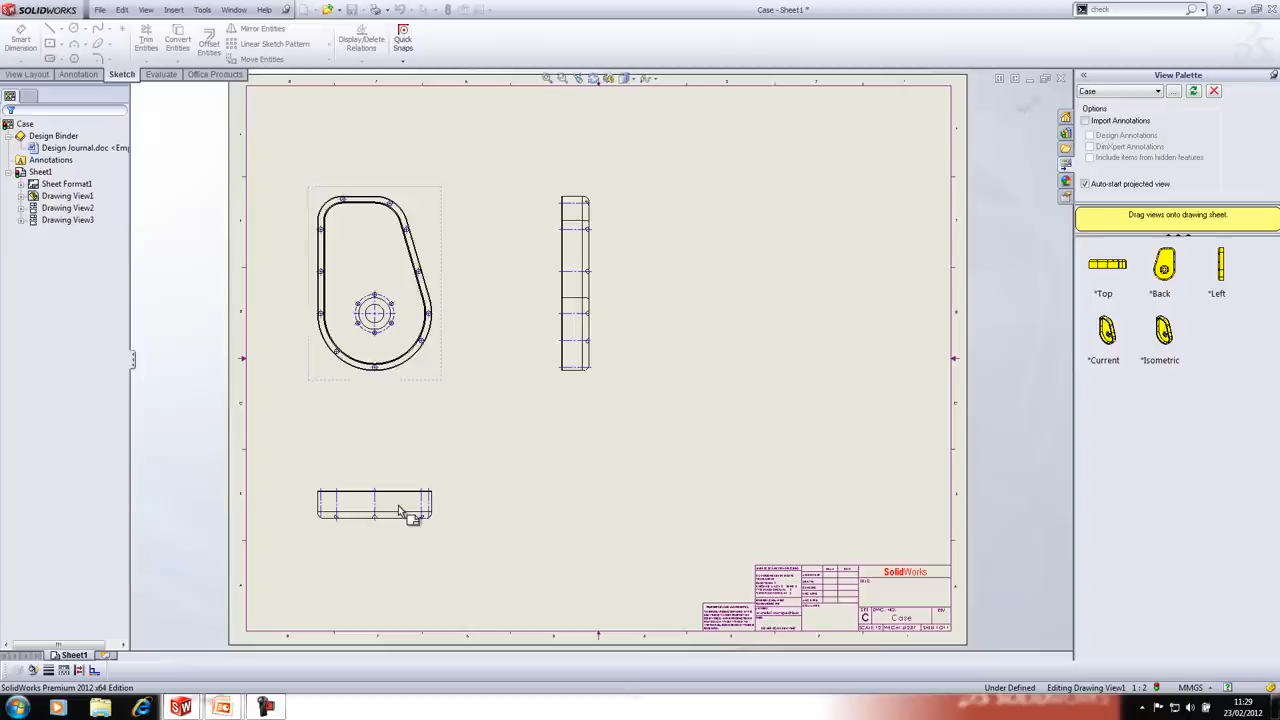 SOLIDWORKS
File Edit View Insert Tools Window Help
Case - Sheet1 *
check
Smart Dimension
Trim Entities
Convert Entities
Offset Entities
Mirror Entities
Linear Sketch Pattern
Move Entities
Display/Delete Relations
Quick Snaps
View Layout Annotation Sketch Evaluate Office Products
Case
Design Binder
Design Journal.doc <Em
Annotations
Sheet1
Sheet Format1
Drawing View1
Drawing View2
Drawing View3
View Palette
Case
Options
Import Annotations
Design Annotations
DimXpert Annotations
Include items from hidden features
Auto-start projected view
Drag views onto drawing sheet.
*Top *Back *Left
*Current *Isometric
SolidWorks
C
Case
Sheet1
SolidWorks Premium 2012 x64 Edition
Under Defined Editing Drawing View1 1 : 2 MMGS
11:29
23/02/2012